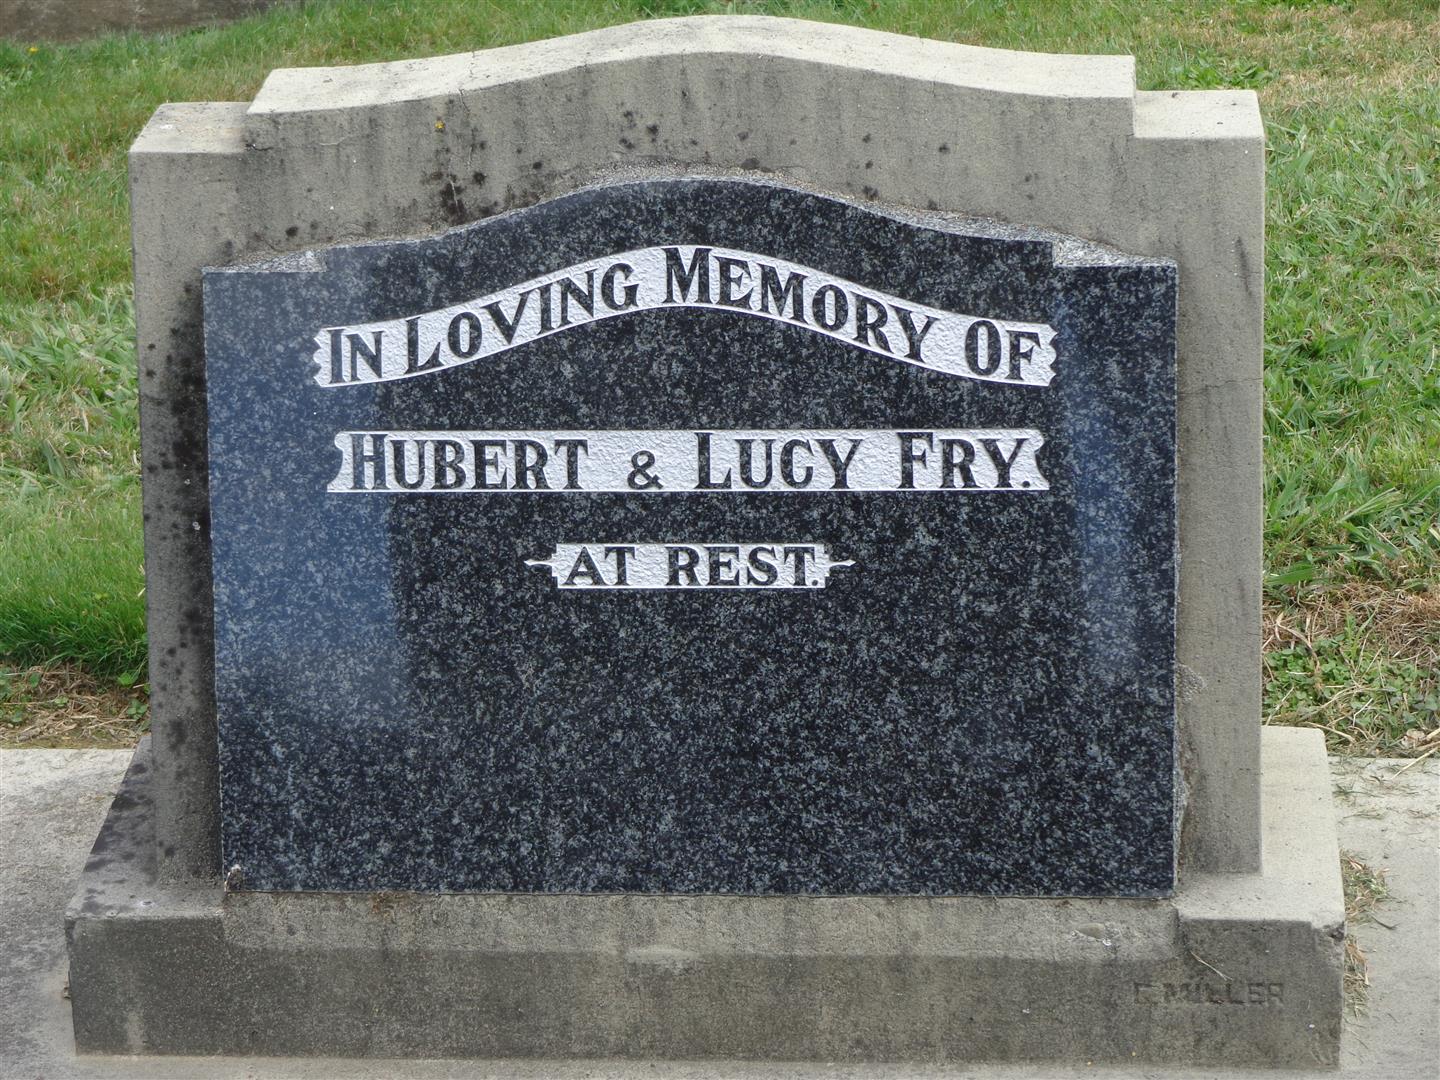 In Loving Memory Of
Hubert & Lucy Fry.
AT REST.